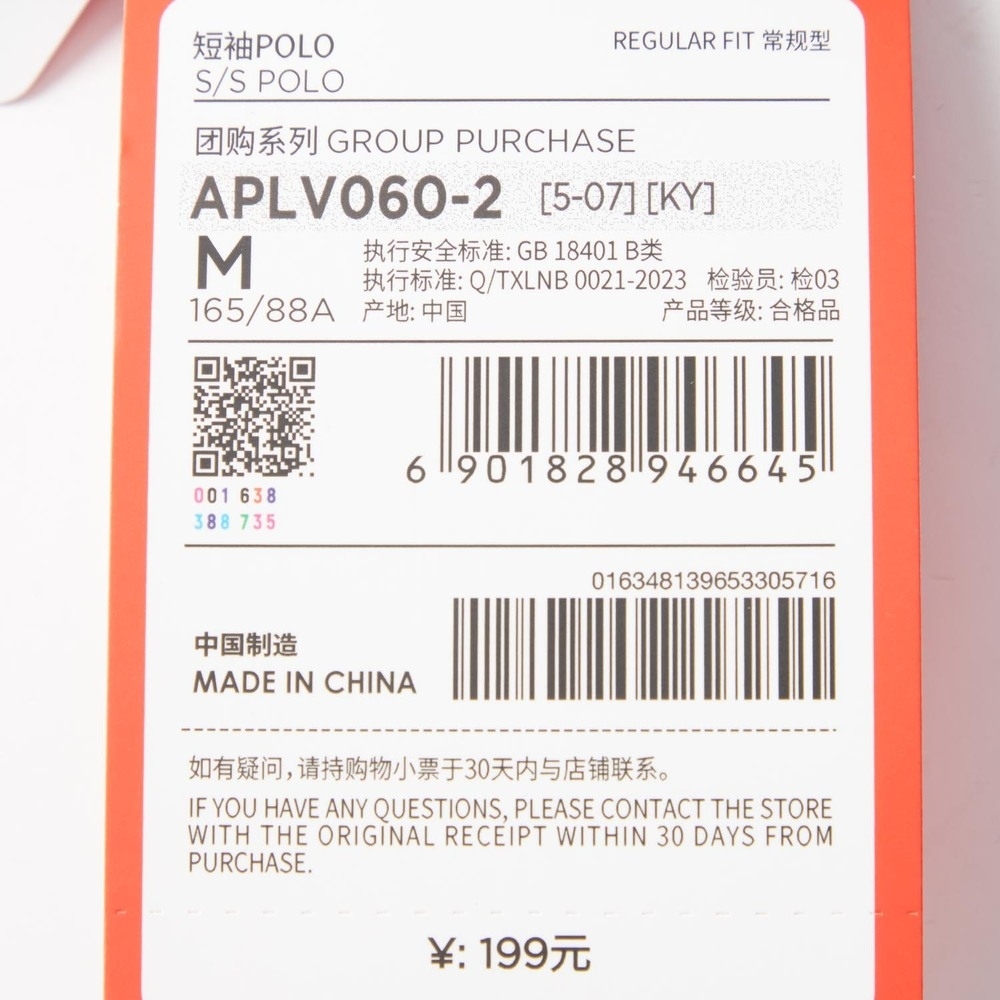 短袖POLO
REGULAR FIT 常规型
S/S POLO
团购系列 GROUP PURCHASE
APLV060-2 [5-07] [KY]
M
165/88A
执行安全标准: GB 18401 B类
执行标准: Q/TXLNB 0021-2023 检验员: 检03
产地: 中国 产品等级: 合格品
001 638
388 735
6 901828 946645
016348139653305716
中国制造
MADE IN CHINA
如有疑问，请持购物小票于30天内与店铺联系。
IF YOU HAVE ANY QUESTIONS, PLEASE CONTACT THE STORE
WITH THE ORIGINAL RECEIPT WITHIN 30 DAYS FROM
PURCHASE.
¥: 199元